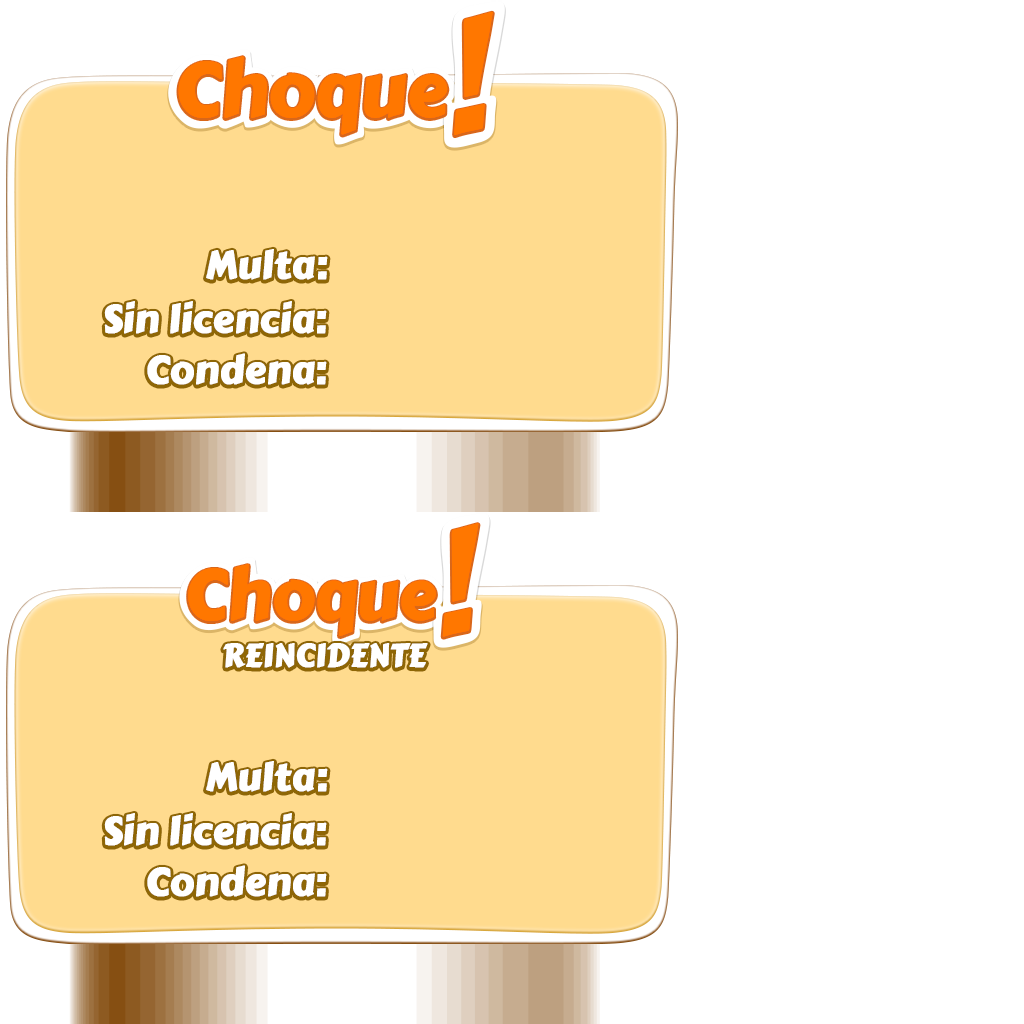 Choque!
Multa:
Sin licencia:
Condena:
Choque!
REINCIDENTE
Multa:
Sin licencia:
Condena: